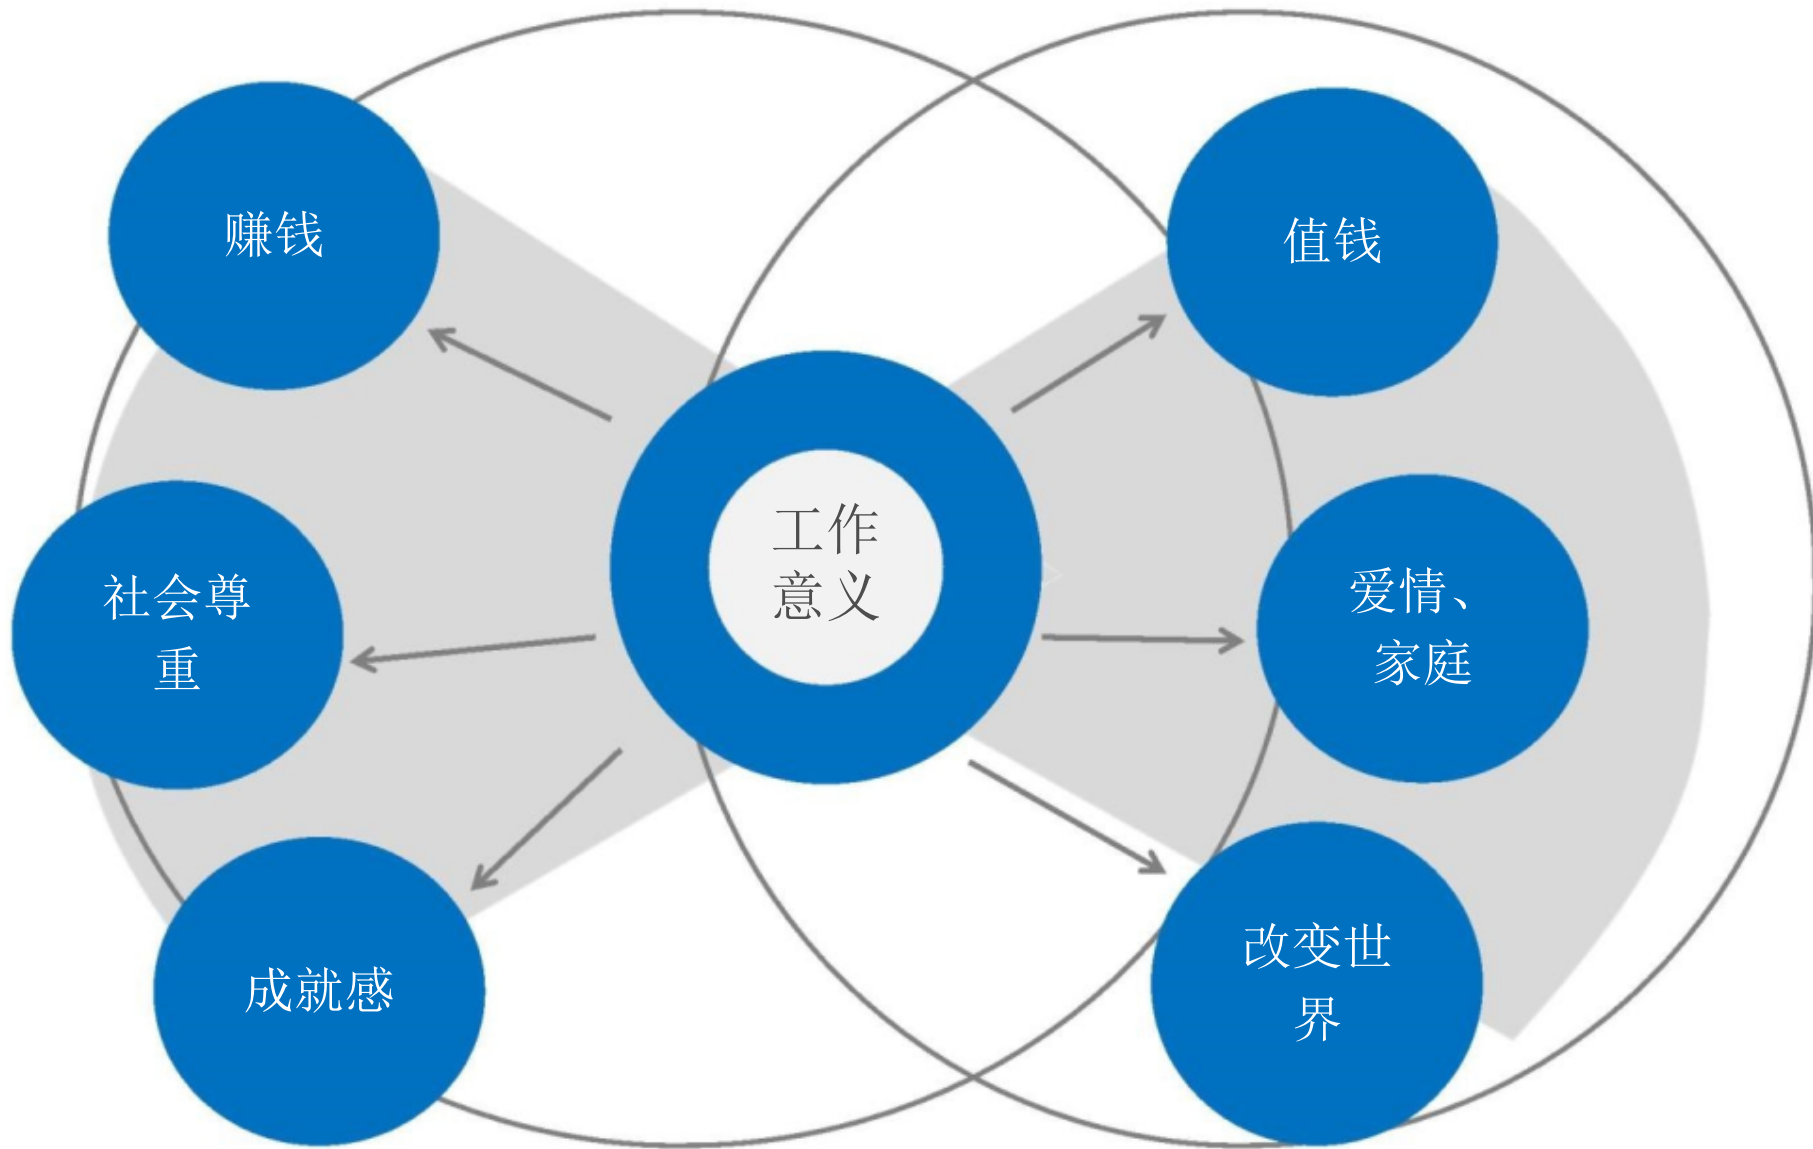 赚钱
社会尊
重
成就感
工作
意义
值钱
爱情、
家庭
改变世
界